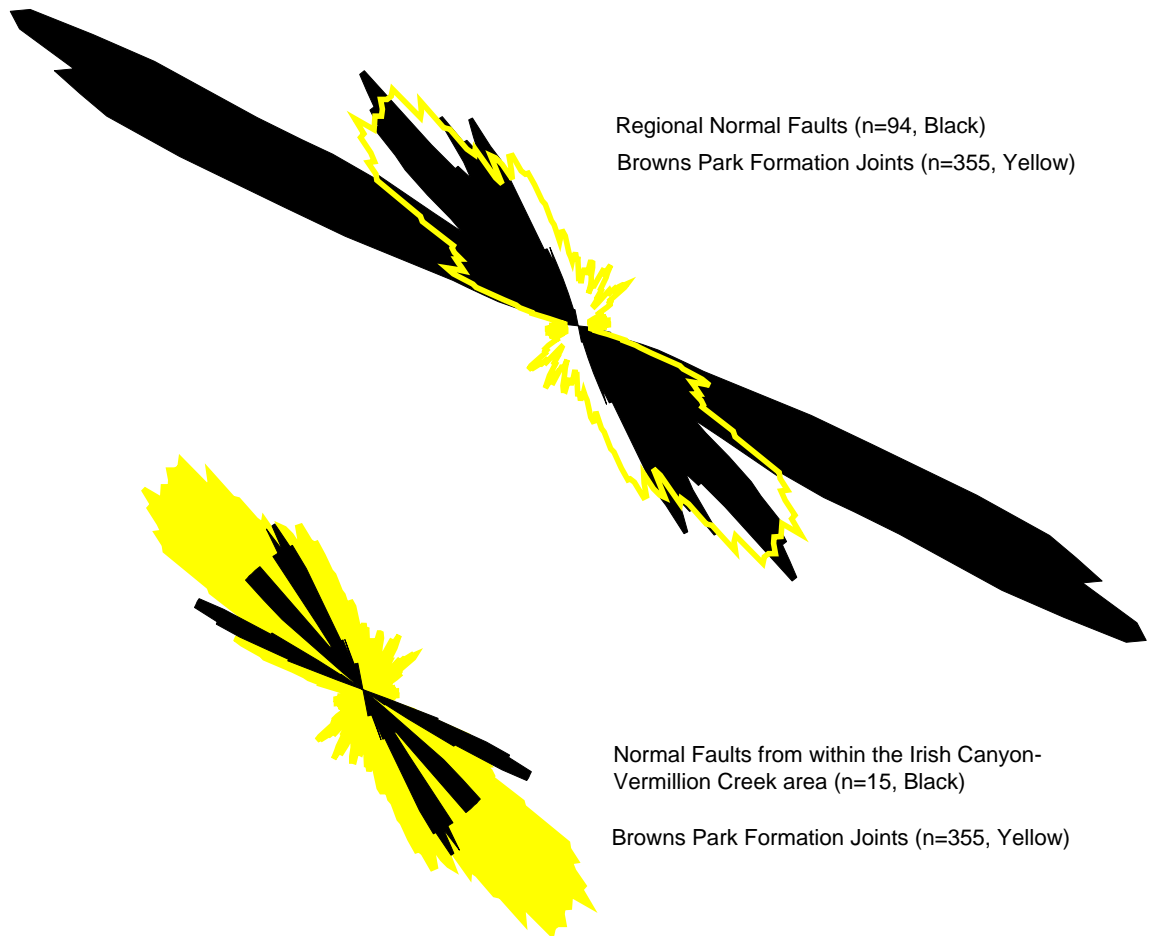 Regional Normal Faults (n=94, Black)
Browns Park Formation Joints (n=355, Yellow)
Normal Faults from within the Irish Canyon-
Vermillion Creek area (n=15, Black)
Browns Park Formation Joints (n=355, Yellow)